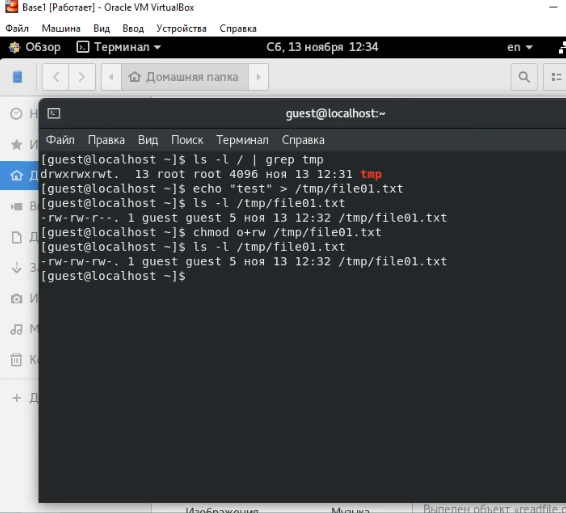 Base1 [Работает] - Oracle VM VirtualBox
Файл Машина Вид Ввод Устройства Справка
Обзор Терминал Сб, 13 ноября 12:34 en
Домашняя папка
guest@localhost:~
Файл Правка Вид Поиск Терминал Справка
[guest@localhost ~]$ ls -l / | grep tmp
drwxrwxrwt. 13 root root 4096 ноя 13 12:31 tmp
[guest@localhost ~]$ echo "test" > /tmp/file01.txt
[guest@localhost ~]$ ls -l /tmp/file01.txt
-rw-rw-r--. 1 guest guest 5 ноя 13 12:32 /tmp/file01.txt
[guest@localhost ~]$ chmod o+rw /tmp/file01.txt
[guest@localhost ~]$ ls -l /tmp/file01.txt
-rw-rw-rw-. 1 guest guest 5 ноя 13 12:32 /tmp/file01.txt
[guest@localhost ~]$
Изображения Музыка
Выделен объект «readfile.c